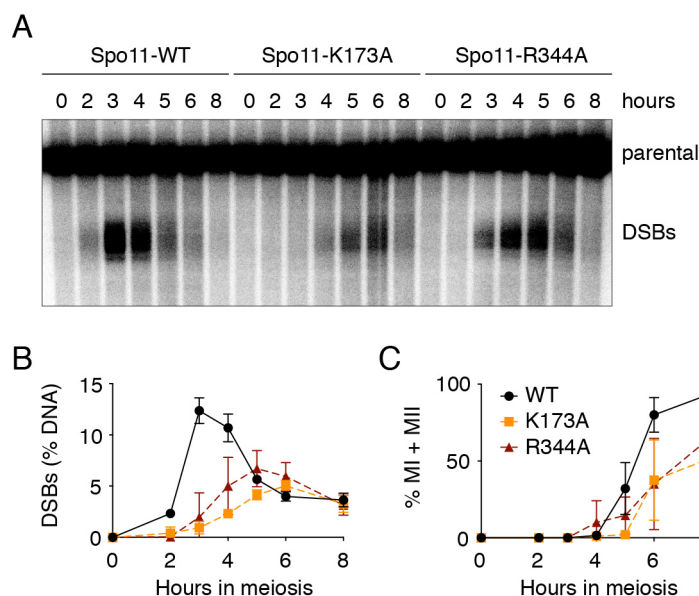 A
Spo11-WT Spo11-K173A Spo11-R344A
0 2 3 4 5 6 8 0 2 3 4 5 6 8 0 2 3 4 5 6 8 hours
parental
DSBs
B
DSBs (% DNA)
15
10
5
0
0 2 4 6 8
Hours in meiosis
C
% MI + MII
100
50
0
WT
K173A
R344A
0 2 4 6
Hours in meiosis